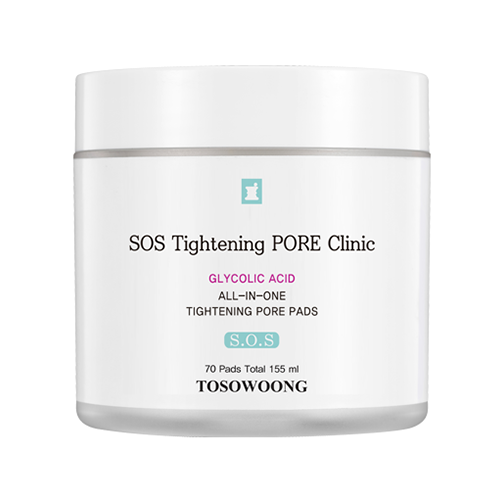 SOS Tightening PORE Clinic
GLYCOLIC ACID
ALL-IN-ONE
TIGHTENING PORE PADS
S.O.S
70 Pads Total 155 ml
TOSOWOONG